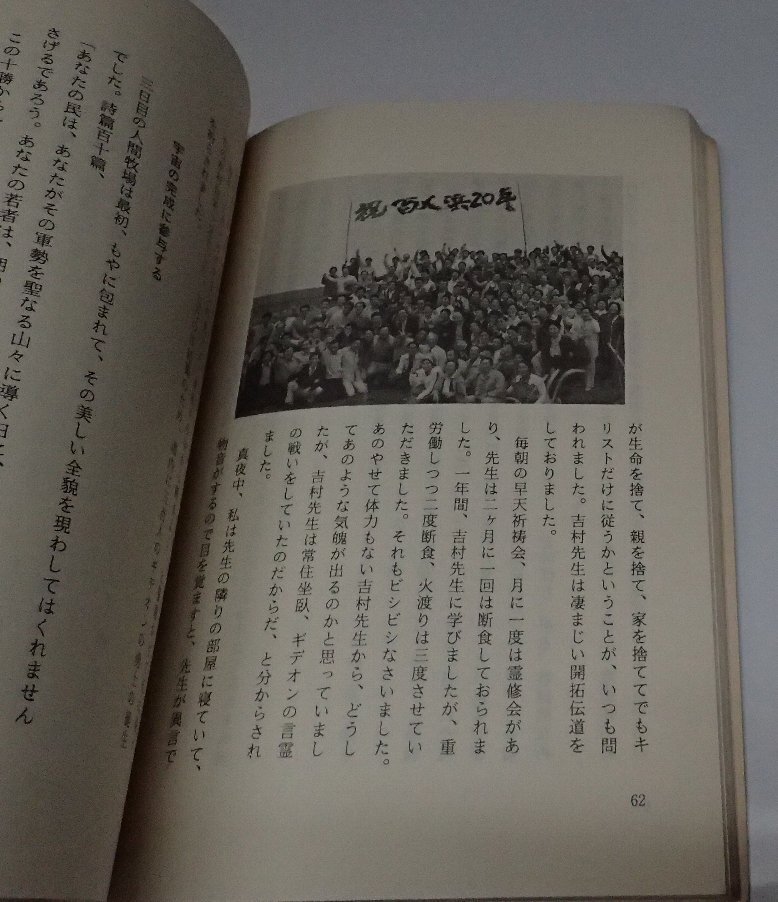 祝 百人浜20年
が生命を捨て、親を捨て、家を捨ててでもキ
リストだけに従うかということが、いつも問
われました。吉村先生は凄まじい開拓伝道を
しておりました。
毎朝の早天祈祷会、月に一度は霊修会があ
り、先生は二ヶ月に一回は断食しておられま
した。一年間、吉村先生に学びましたが、重
労働しつつ二度断食、火渡りは三度させてい
ただきました。それもビシビシなさいました。
あのやせて体力もない吉村先生から、どうし
てあのような気魄が出るのかと思っていまし
たが、吉村先生は常住坐臥、ギデオンの言霊
の戦いをしていたのだからだ、と分からされ
ました。
真夜中、私は先生の隣りの部屋に寝ていて、
物音がするので目を覚ますと、先生が異言で
62
宇宙の完成に参与する
三日目の人間牧場は最初、もやに包まれて、その美しい全貌を現わしてはくれません
でした。詩篇百十篇、
「あなたの民は、あなたがその軍勢を聖なる山々に導く日に、
さげるであろう。あなたの若者は、
この十勝から